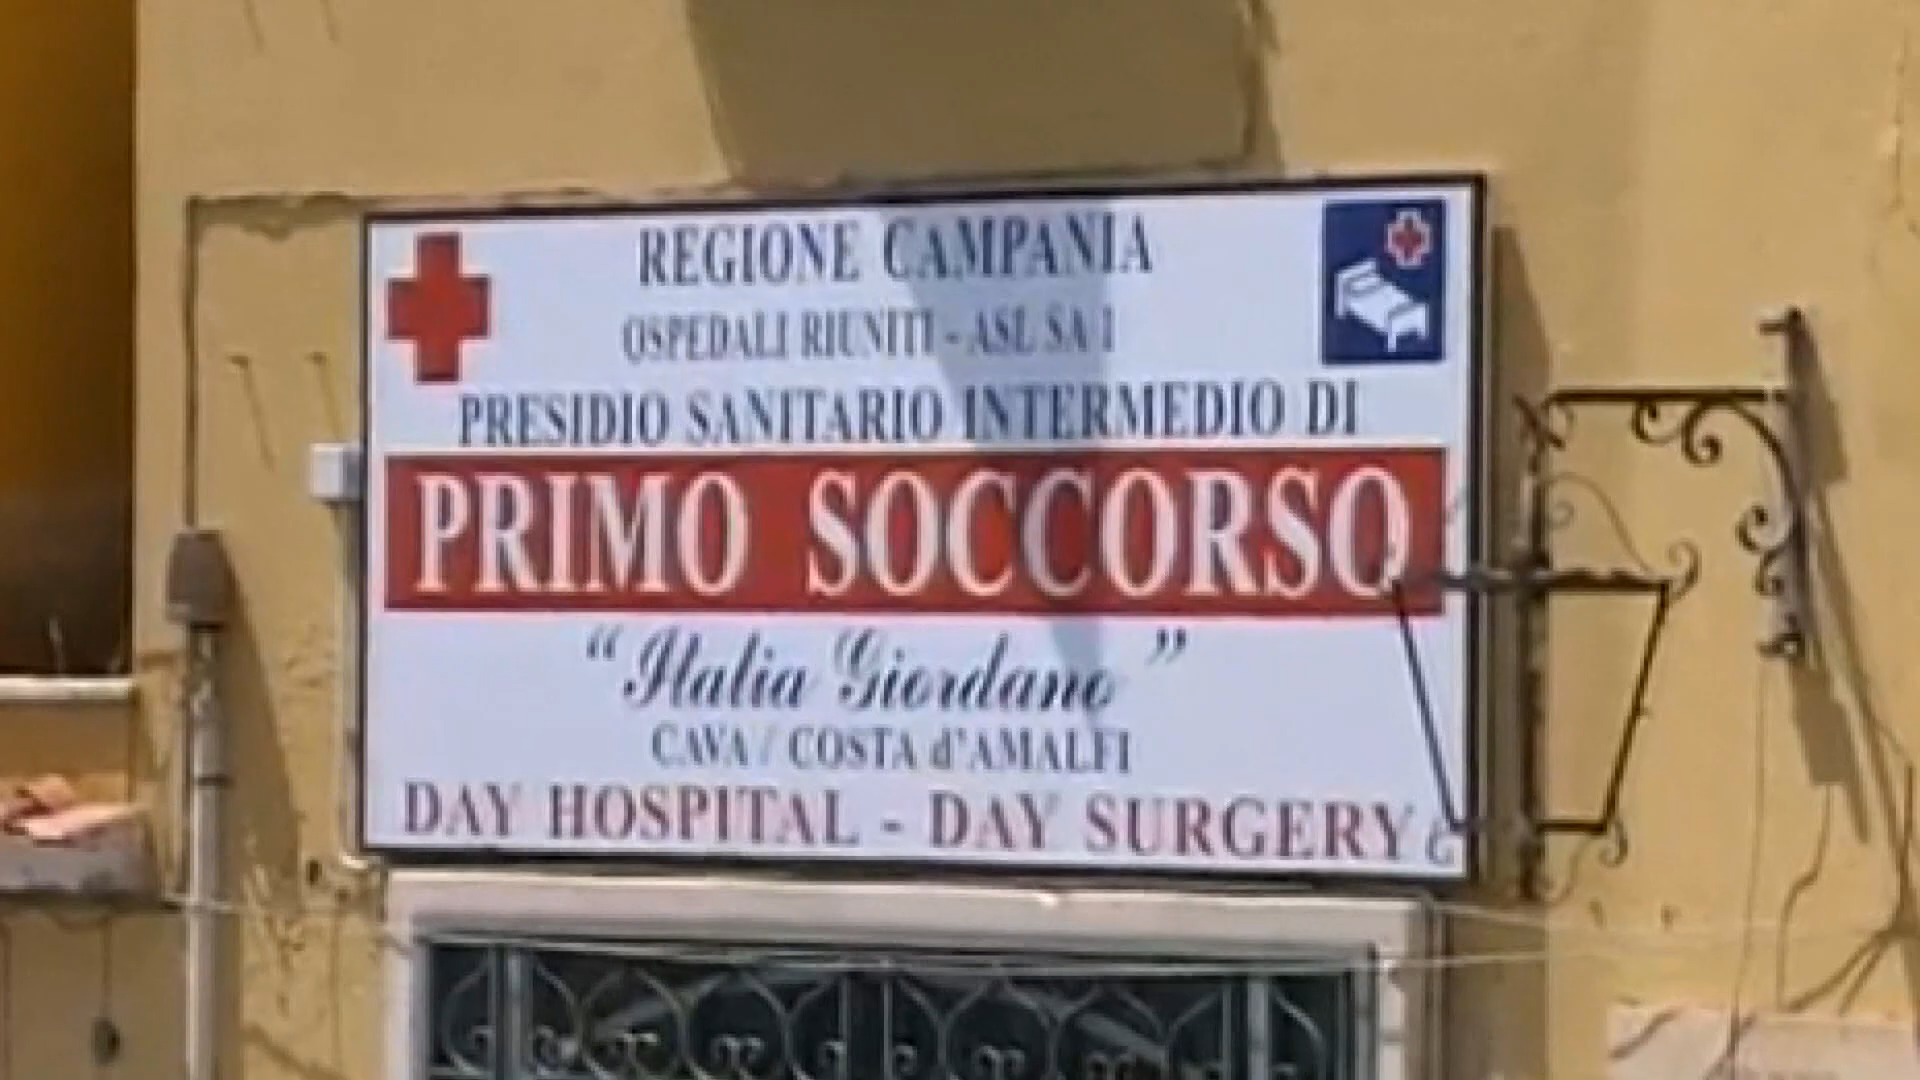 REGIONE CAMPANIA
OSPEDALI RIUNITI - ASL SA 1
PRESIDIO SANITARIO INTERMEDIO DI
PRIMO SOCCORSO
“Italia Giordano”
CAVA / COSTA d'AMALFI
DAY HOSPITAL - DAY SURGERY